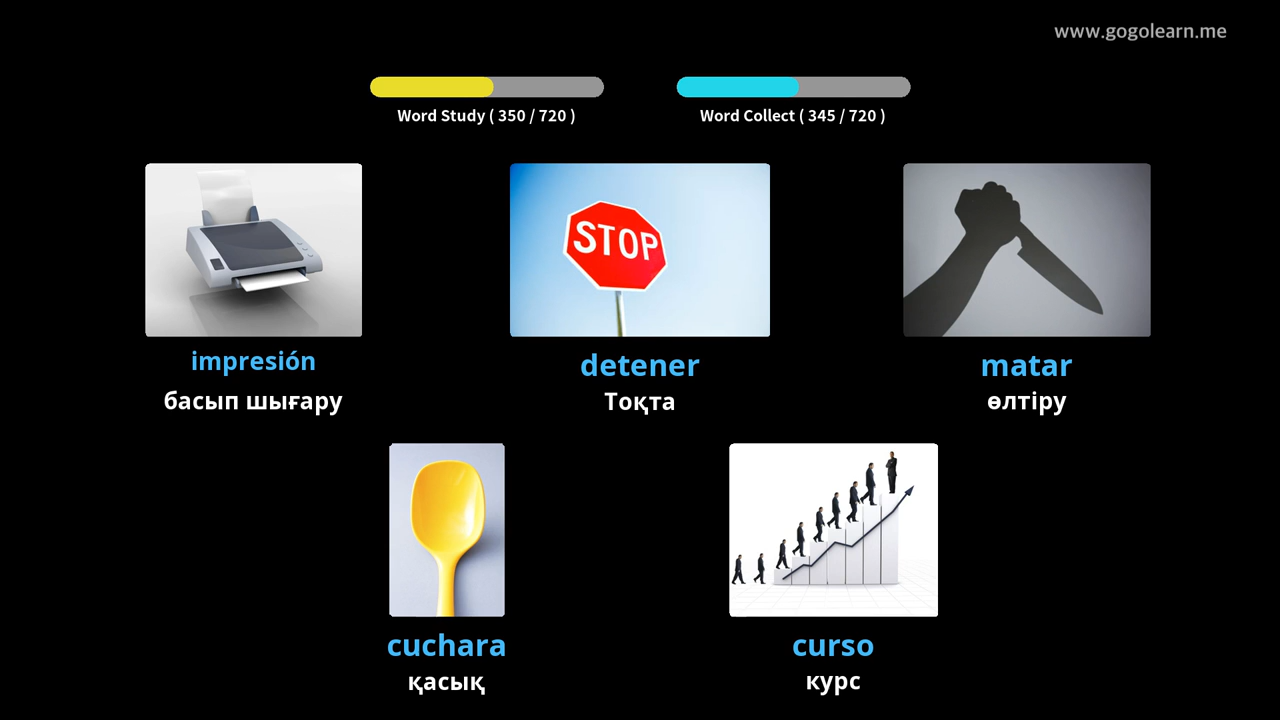 www.gogolearn.me
Word Study ( 350 / 720 )
Word Collect ( 345 / 720 )
STOP
impresión
detener
matar
басып шығару
Тоқта
өлтіру
cuchara
curso
қасық
курс